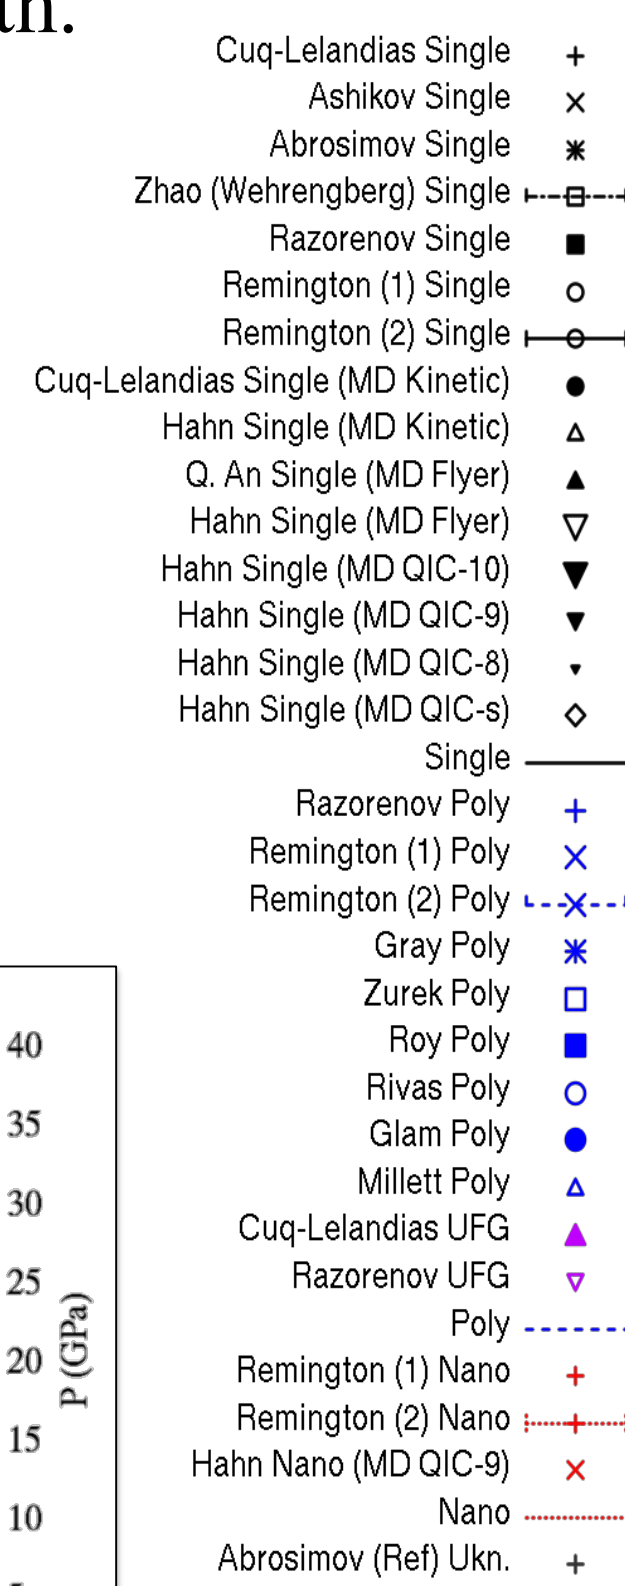 th.
Cuq-Lelandias Single
Ashikov Single
Abrosimov Single
Zhao (Wehrengberg) Single
Razorenov Single
Remington (1) Single
Remington (2) Single
Cuq-Lelandias Single (MD Kinetic)
Hahn Single (MD Kinetic)
Q. An Single (MD Flyer)
Hahn Single (MD Flyer)
Hahn Single (MD QIC-10)
Hahn Single (MD QIC-9)
Hahn Single (MD QIC-8)
Hahn Single (MD QIC-s)
Single
Razorenov Poly
Remington (1) Poly
Remington (2) Poly
Gray Poly
Zurek Poly
Roy Poly
Rivas Poly
Glam Poly
Millett Poly
Cuq-Lelandias UFG
Razorenov UFG
Poly
Remington (1) Nano
Remington (2) Nano
Hahn Nano (MD QIC-9)
Nano
Abrosimov (Ref) Ukn.
40
35
30
25
20
15
10
P (GPa)